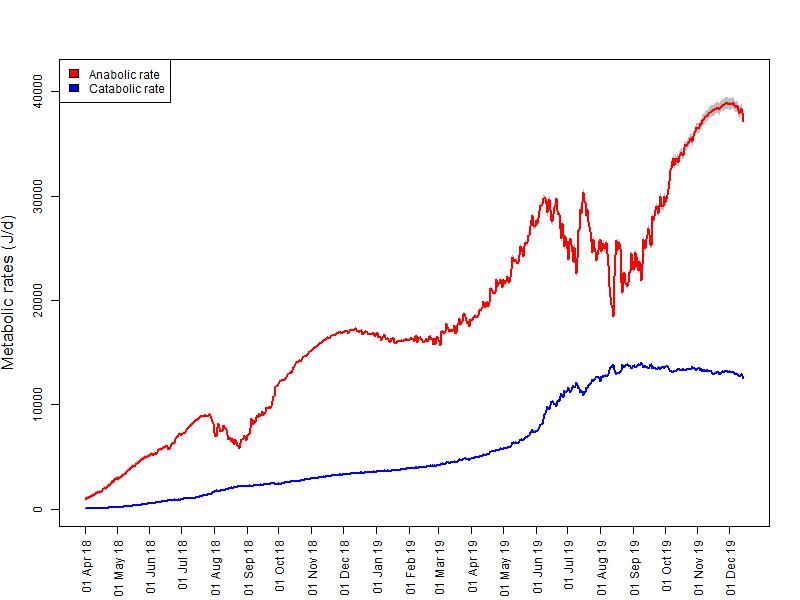 Anabolic rate
Catabolic rate
Metabolic rates (J/d)
40000
30000
20000
10000
0
01 Apr 18
01 May 18
01 Jun 18
01 Jul 18
01 Aug 18
01 Sep 18
01 Oct 18
01 Nov 18
01 Dec 18
01 Jan 19
01 Feb 19
01 Mar 19
01 Apr 19
01 May 19
01 Jun 19
01 Jul 19
01 Aug 19
01 Sep 19
01 Oct 19
01 Nov 19
01 Dec 19